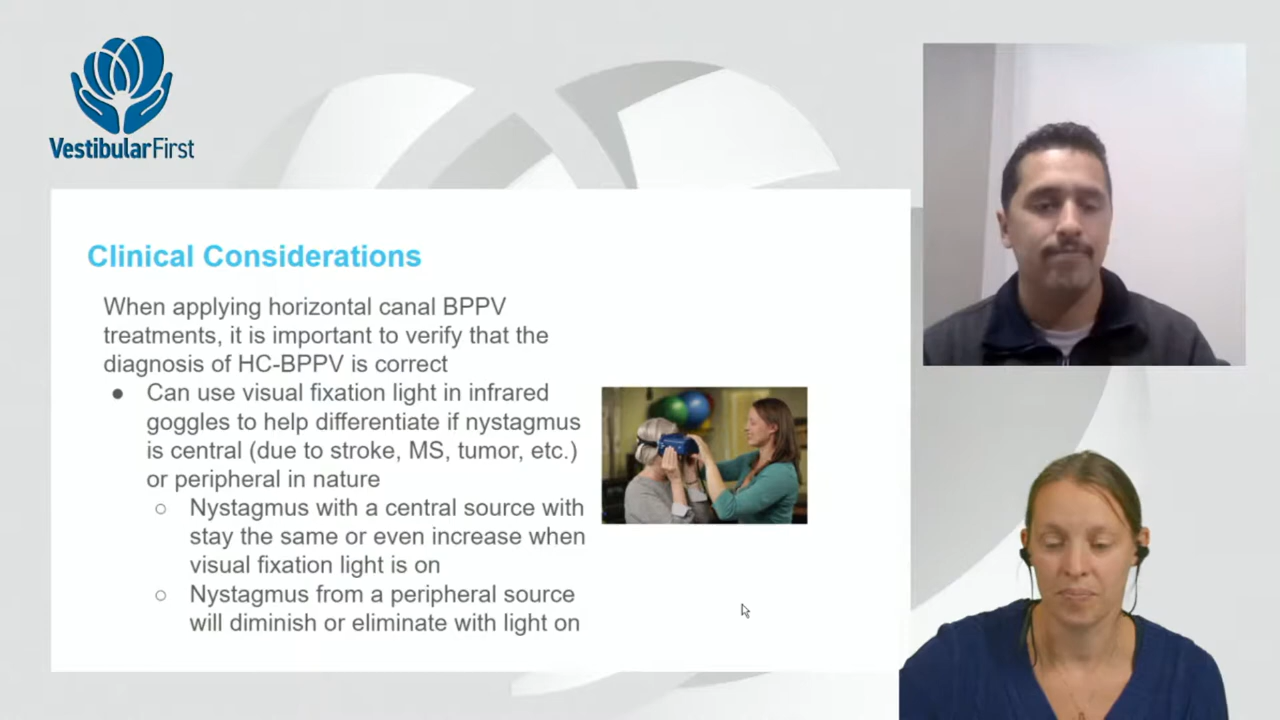 VestibularFirst
Clinical Considerations
When applying horizontal canal BPPV
treatments, it is important to verify that the
diagnosis of HC-BPPV is correct
● Can use visual fixation light in infrared
goggles to help differentiate if nystagmus
is central (due to stroke, MS, tumor, etc.)
or peripheral in nature
○ Nystagmus with a central source with
stay the same or even increase when
visual fixation light is on
○ Nystagmus from a peripheral source
will diminish or eliminate with light on